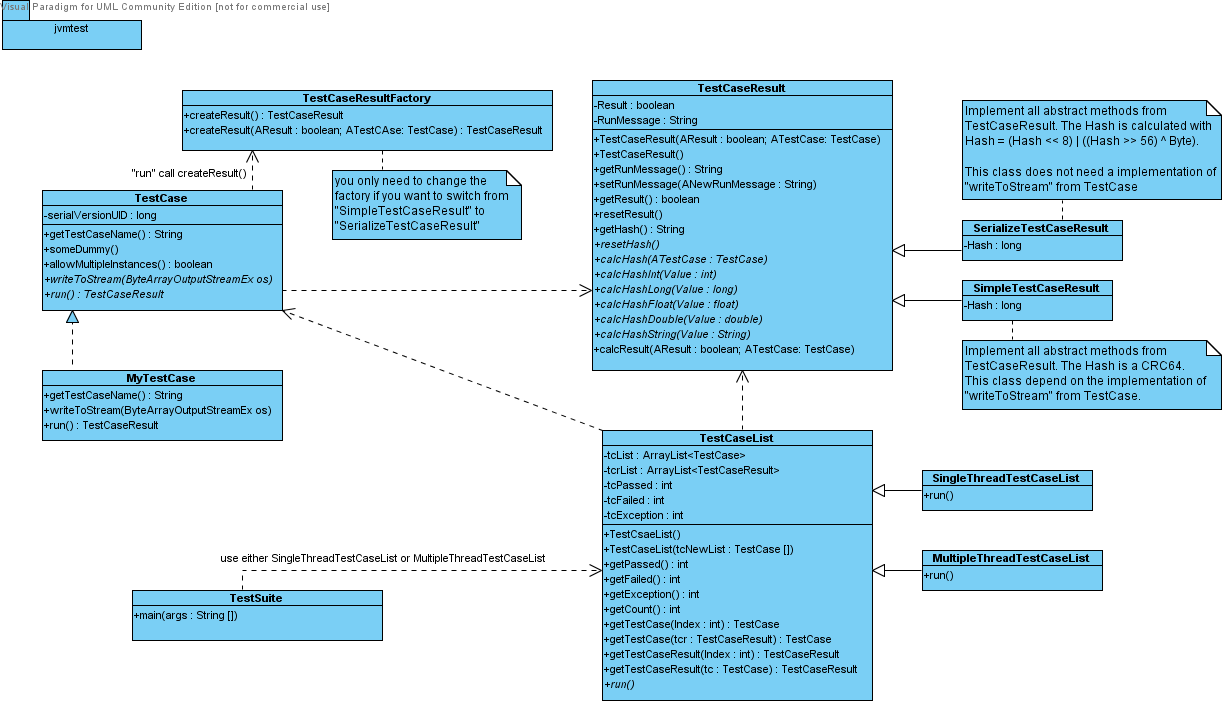 Visual Paradigm for UML Community Edition [not for commercial use]
jvmtest
TestCaseResultFactory
+createResult() : TestCaseResult
+createResult(AResult : boolean; ATestCAse: TestCase) : TestCaseResult
"run" call createResult()
you only need to change the
factory if you want to switch from
"SimpleTestCaseResult" to
"SerializeTestCaseResult"
TestCase
-serialVersionUID : long
+getTestCaseName() : String
+someDummy()
+allowMultipleInstances() : boolean
+writeToStream(ByteArrayOutputStreamEx os)
+run() : TestCaseResult
MyTestCase
+getTestCaseName() : String
+writeToStream(ByteArrayOutputStreamEx os)
+run() : TestCaseResult
TestCaseResult
-Result : boolean
-RunMessage : String
+TestCaseResult(AResult : boolean; ATestCase: TestCase)
+TestCaseResult()
+getRunMessage() : String
+setRunMessage(ANewRunMessage : String)
+getResult() : boolean
+resetResult()
+getHash() : String
+resetHash()
+calcHash(ATestCase : TestCase)
+calcHashInt(Value : int)
+calcHashLong(Value : long)
+calcHashFloat(Value : float)
+calcHashDouble(Value : double)
+calcHashString(Value : String)
+calcResult(AResult : boolean; ATestCase: TestCase)
Implement all abstract methods from
TestCaseResult. The Hash is calculated with
Hash = (Hash << 8) | ((Hash >> 56) ^ Byte).
This class does not need a implementation of
"writeToStream" from TestCase
SerializeTestCaseResult
-Hash : long
SimpleTestCaseResult
-Hash : long
Implement all abstract methods from
TestCaseResult. The Hash is a CRC64.
This class depend on the implementation of
"writeToStream" from TestCase.
TestCaseList
-tcList : ArrayList<TestCase>
-tcrList : ArrayList<TestCaseResult>
-tcPassed : int
-tcFailed : int
-tcException : int
+TestCsaeList()
+TestCaseList(tcNewList : TestCase [])
+getPassed() : int
+getFailed() : int
+getException() : int
+getCount() : int
+getTestCase(Index : int) : TestCase
+getTestCase(tcr : TestCaseResult) : TestCase
+getTestCaseResult(Index : int) : TestCaseResult
+getTestCaseResult(tc : TestCase) : TestCaseResult
+run()
SingleThreadTestCaseList
+run()
MultipleThreadTestCaseList
+run()
use either SingleThreadTestCaseList or MultipleThreadTestCaseList
TestSuite
+main(args : String [])